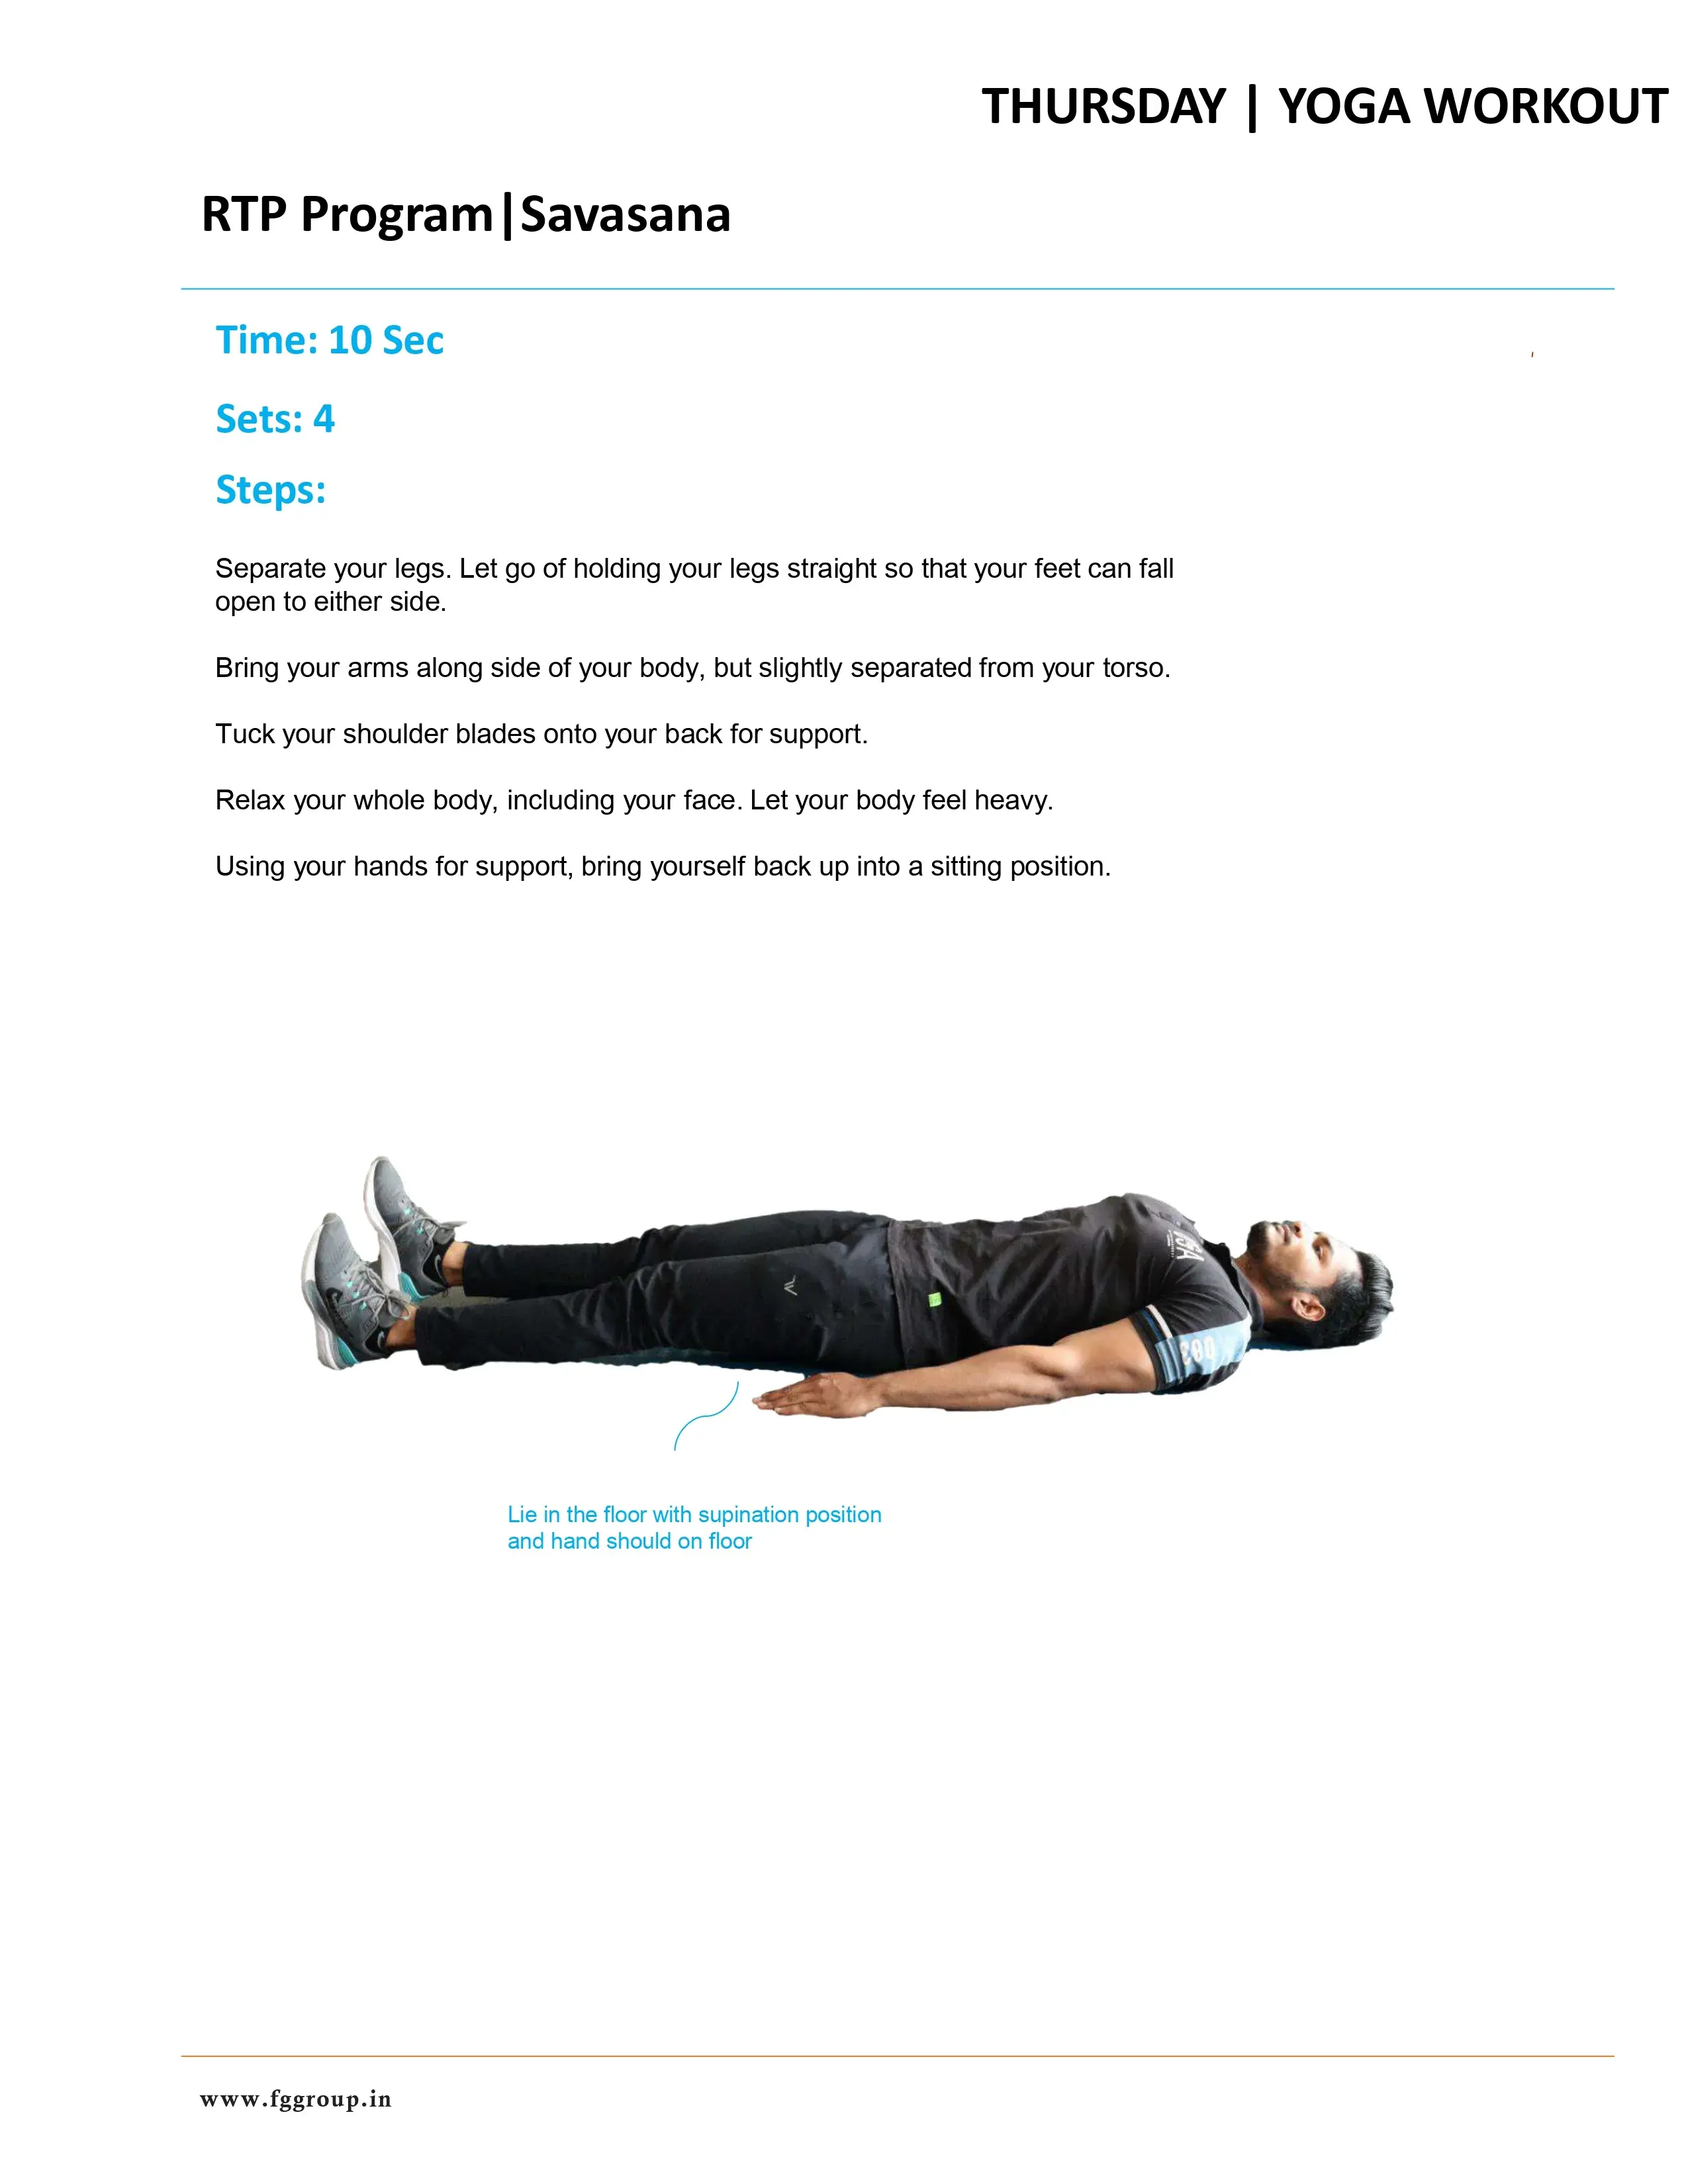 THURSDAY | YOGA WORKOUT
RTP Program|Savasana
Time: 10 Sec
Sets: 4
Steps:
Separate your legs. Let go of holding your legs straight so that your feet can fall
open to either side.
Bring your arms along side of your body, but slightly separated from your torso.
Tuck your shoulder blades onto your back for support.
Relax your whole body, including your face. Let your body feel heavy.
Using your hands for support, bring yourself back up into a sitting position.
Lie in the floor with supination position
and hand should on floor
www.fggroup.in